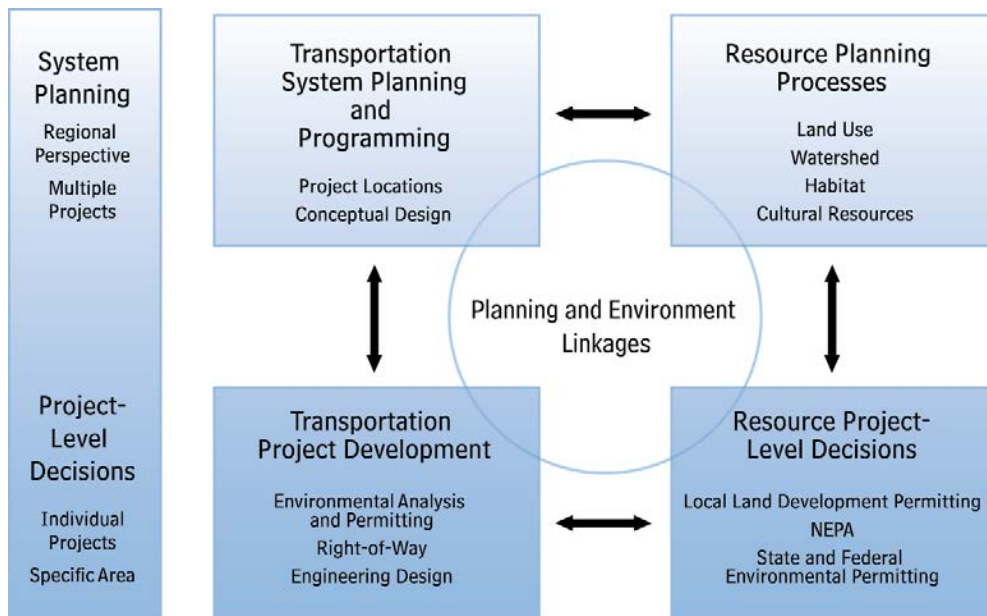 System
Planning
Regional
Perspective
Multiple
Projects
Project-
Level
Decisions
Individual
Projects
Specific Area
Transportation
System Planning
and
Programming
Project Locations
Conceptual Design
Resource Planning
Processes
Land Use
Watershed
Habitat
Cultural Resources
Planning and Environment
Linkages
Transportation
Project Development
Environmental Analysis
and Permitting
Right-of-Way
Engineering Design
Resource Project-
Level Decisions
Local Land Development Permitting
NEPA
State and Federal
Environmental Permitting